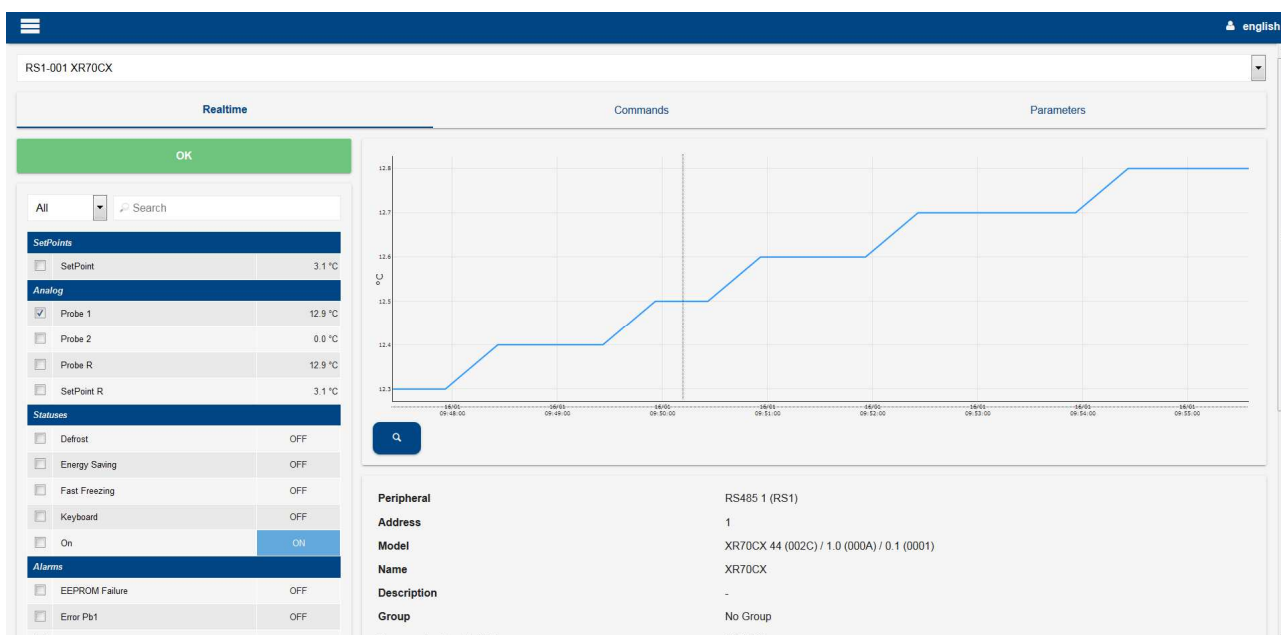 english
RS1-001 XR70CX
Realtime Commands Parameters
OK
All Search
SetPoints
SetPoint 3.1 °C
Analog
Probe 1 12.9 °C
Probe 2 0.0 °C
Probe R 12.9 °C
SetPoint R 3.1 °C
Statuses
Defrost OFF
Energy Saving OFF
Fast Freezing OFF
Keyboard OFF
On ON
Alarms
EEPROM Failure OFF
Error Pb1 OFF
12.8
12.7
12.6
°C
12.5
12.4
12.3
16/01 16/01 16/01 16/01 16/01 16/01 16/01 16/01
09:48:00 09:49:00 09:50:00 09:51:00 09:52:00 09:53:00 09:54:00 09:55:00
Peripheral RS485 1 (RS1)
Address 1
Model XR70CX 44 (002C) / 1.0 (000A) / 0.1 (0001)
Name XR70CX
Description -
Group No Group